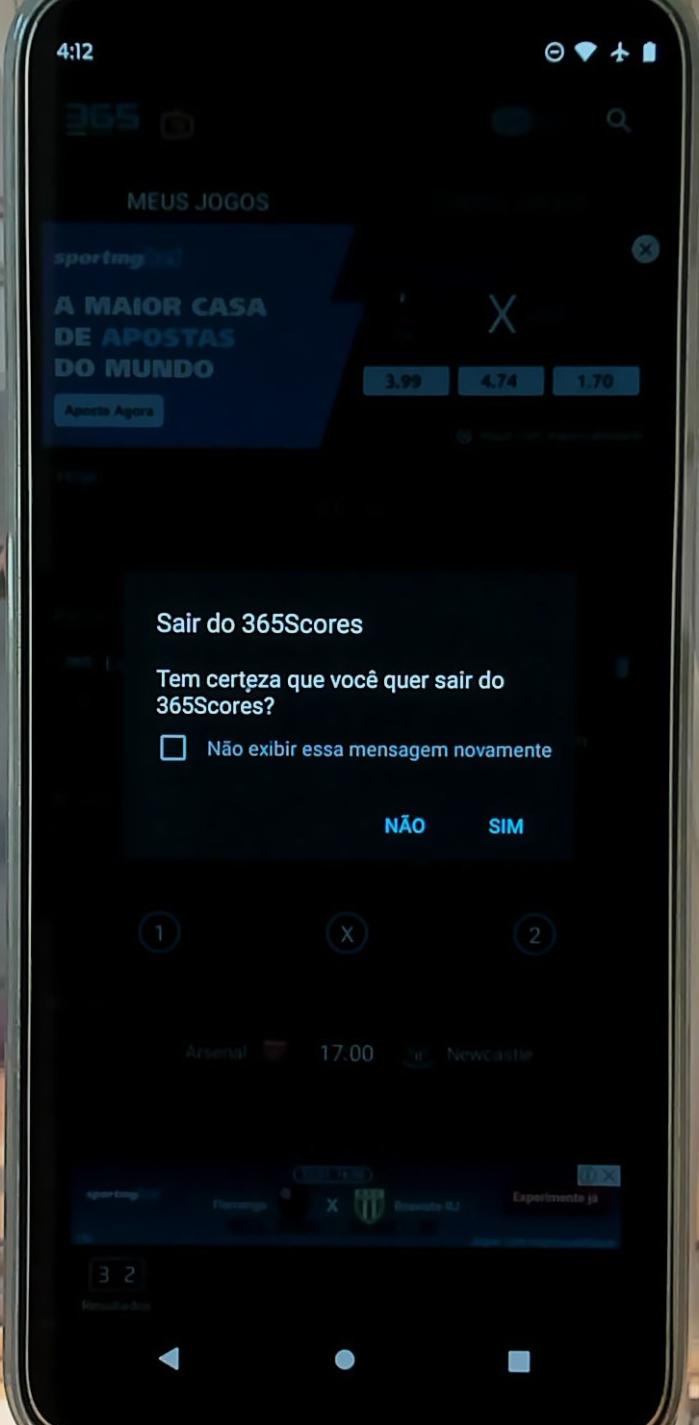 4:12
365
MEUS JOGOS
sporting
A MAIOR CASA
DE APOSTAS
DO MUNDO
Aposte Agora
X
3.99 4.74 1.70
Sair do 365Scores
Tem certeza que você quer sair do
365Scores?
Não exibir essa mensagem novamente
NÃO SIM
1 X 2
Arsenal 17:00 Newcastle
sporting
Flamengo X Boavista RJ
Experimente já
3 2
Resultados